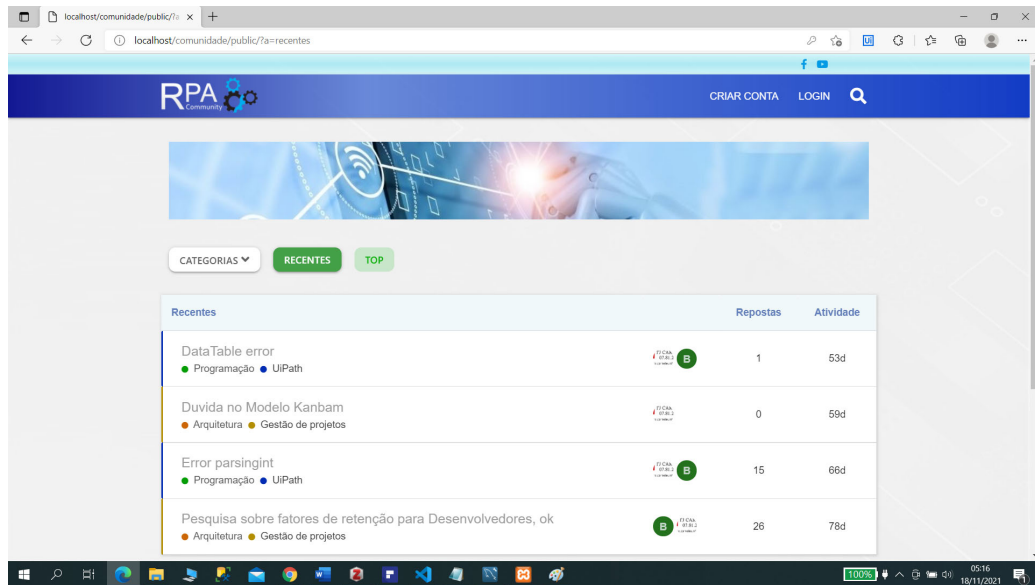 localhost/comunidade/public/?a
localhost/comunidade/public/?a=recentes
RPA
Community
CRIAR CONTA LOGIN
CATEGORIAS RECENTES TOP
Recentes Repostas Atividade
DataTable error
Programação UiPath
B 1 53d
Duvida no Modelo Kanbam
Arquitetura Gestão de projetos
0 59d
Error parsingint
Programação UiPath
B 15 66d
Pesquisa sobre fatores de retenção para Desenvolvedores, ok
Arquitetura Gestão de projetos
B 26 78d
100% 05:16
18/11/2021